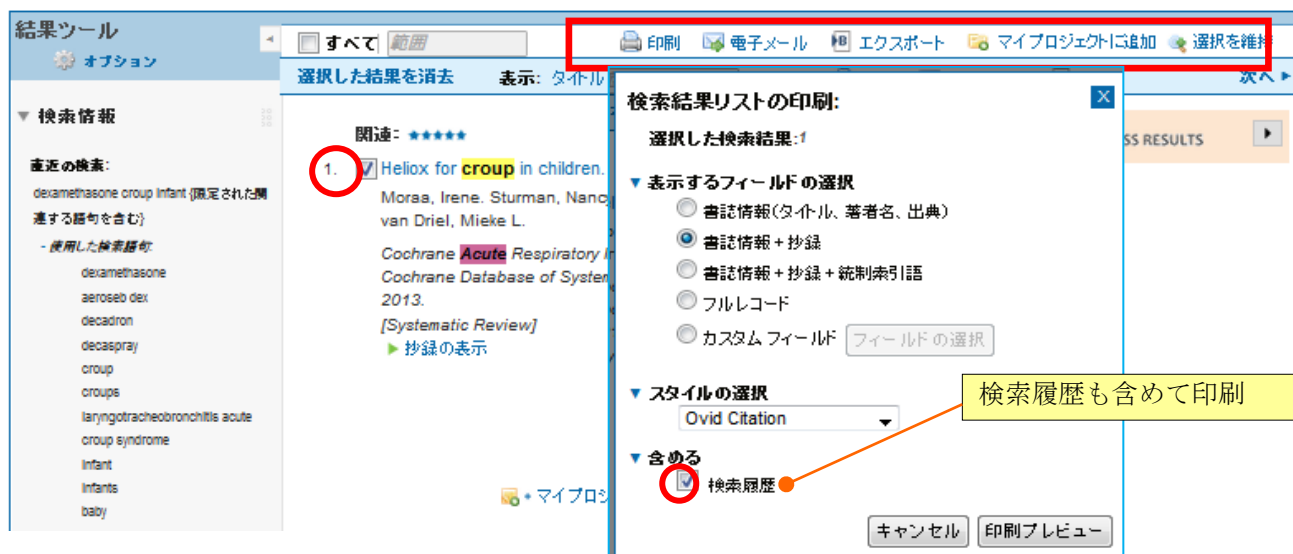 結果ツール
オプション
検索情報
直近の検索:
dexamethasone croup infant {限定された関
連する語句を含む}
- 使用した検索語句:
dexamethasone
aeroseb dex
decadron
decaspray
croup
croups
laryngotracheobronchitis acute
croup syndrome
infant
infants
baby
すべて 範囲
印刷 電子メール エクスポート マイプロジェクトに追加 選択を維持
選択した結果を消去 表示: タイトル
次へ
関連: ★★★★★
1. Heliox for croup in children.
Moraa, Irene. Sturman, Nanc
van Driel, Mieke L.
Cochrane Acute Respiratory I
Cochrane Database of System
2013.
[Systematic Review]
抄録の表示
+ マイプロジ
SS RESULTS
検索結果リストの印刷:
X
選択した検索結果:1
表示するフィールドの選択
書誌情報(タイトル、著者名、出典)
書誌情報+抄録
書誌情報+抄録+統制索引語
フルレコード
カスタム フィールド フィールドの選択
スタイルの選択
Ovid Citation
含める
検索履歴
キャンセル 印刷プレビュー
検索履歴も含めて印刷